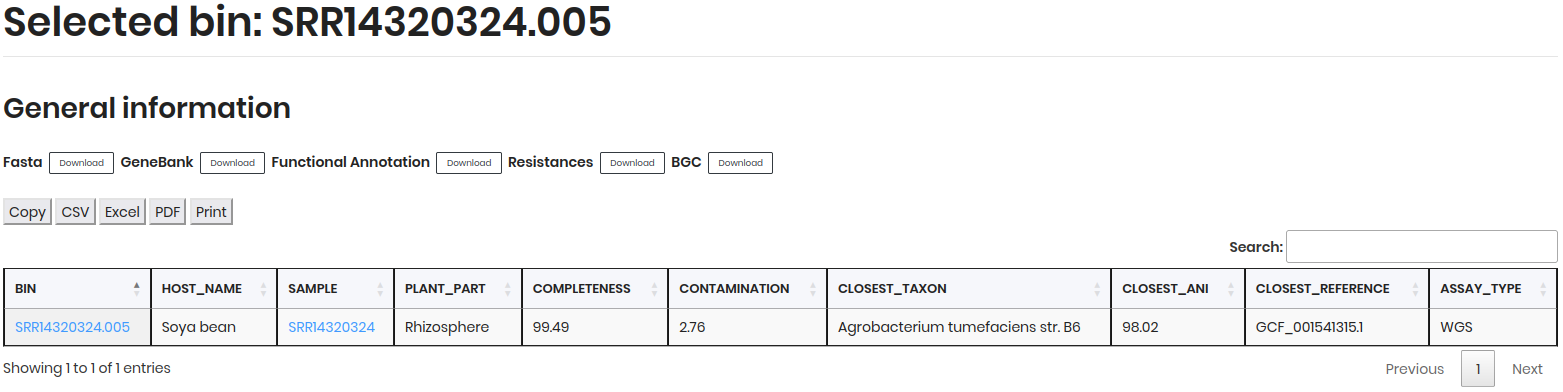 Selected bin: SRR14320324.005
General information
Fasta Download GeneBank Download Functional Annotation Download Resistances Download BGC Download
Copy CSV Excel PDF Print
Search:
BIN HOST_NAME SAMPLE PLANT_PART COMPLETENESS CONTAMINATION CLOSEST_TAXON CLOSEST_ANI CLOSEST_REFERENCE ASSAY_TYPE
SRR14320324.005 Soya bean SRR14320324 Rhizosphere 99.49 2.76 Agrobacterium tumefaciens str. B6 98.02 GCF_001541315.1 WGS
Showing 1 to 1 of 1 entries Previous 1 Next